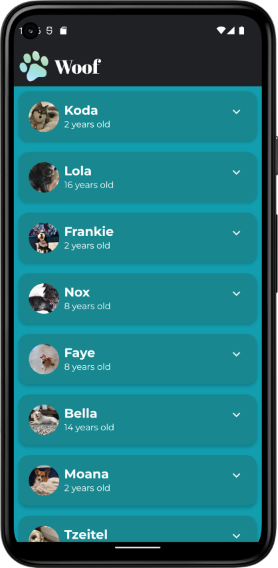 Woof
Koda
2 years old
Lola
16 years old
Frankie
2 years old
Nox
8 years old
Faye
8 years old
Bella
14 years old
Moana
2 years old
Tzeitel